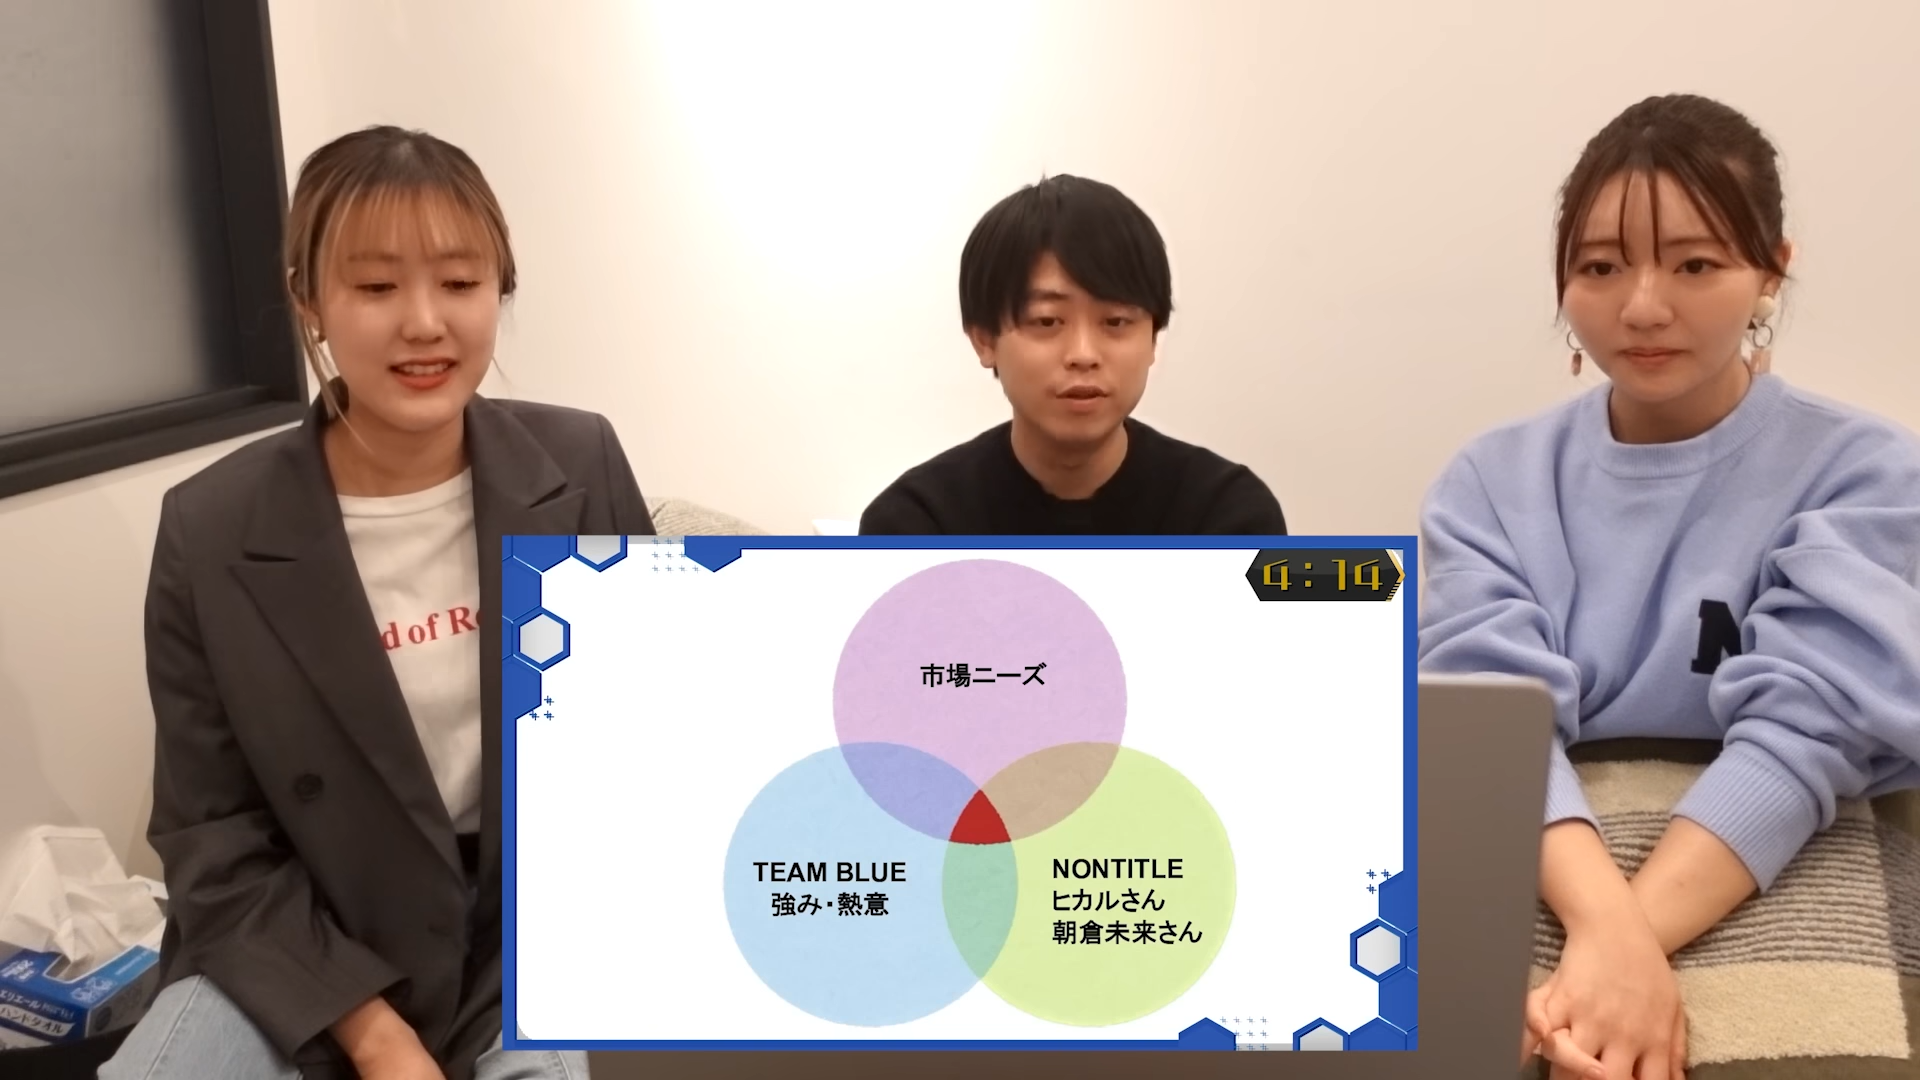 4:14
市場ニーズ
TEAM BLUE
強み・熱意
NONTITLE
ヒカルさん
朝倉未来さん
d of R
N
エリエール
ハンドタオル